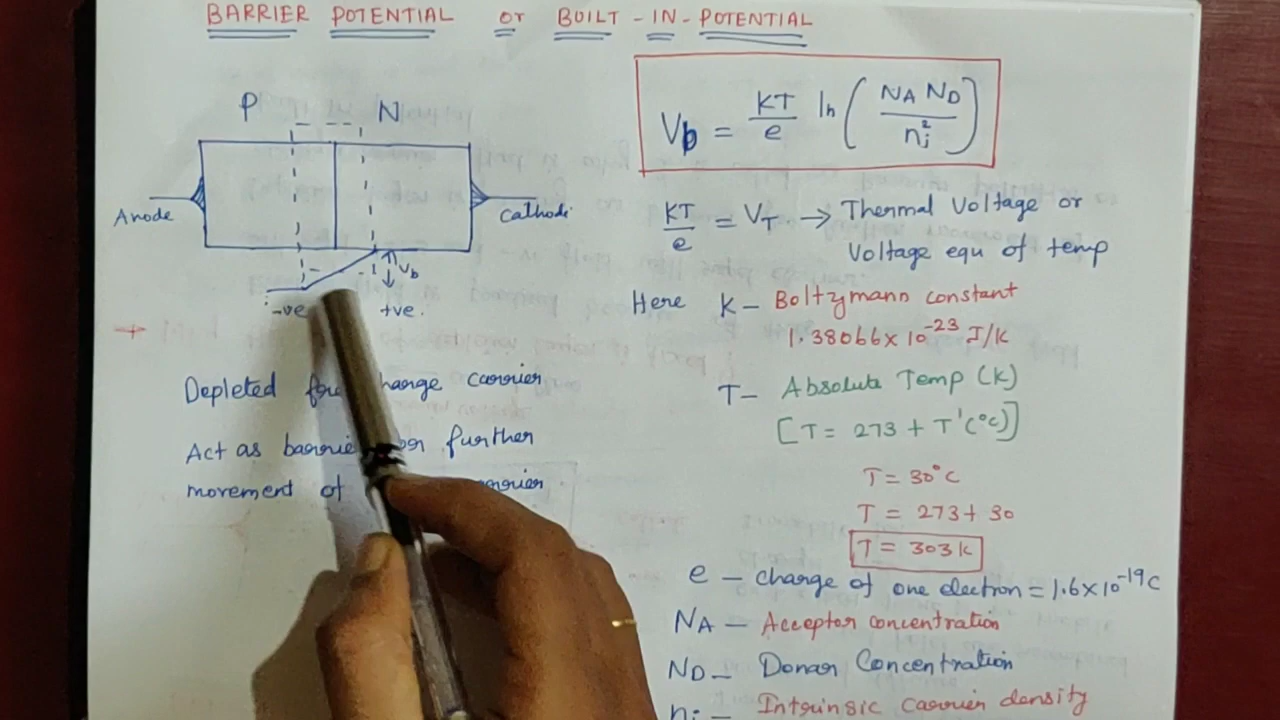 BARRIER POTENTIAL or BUILT-IN-POTENTIAL
P N
Anode
Cathode
Vb
-ve
+ve.
Depleted charge carrier
Act as further
movement of
Vb = KT/e ln (NA ND / ni²)
KT/e = VT → Thermal Voltage or
Voltage equ of temp
Here K – Boltzmann constant
1.38066×10⁻²³ J/K
T – Absolute Temp (K)
[T = 273 + T'(°C)]
T = 30°C
T = 273+ 30
T = 303k
e – charge of one electron = 1.6×10⁻¹⁹C
NA – Acceptor concentration
ND – Donar Concentration
ni – Intrinsic Carrier density